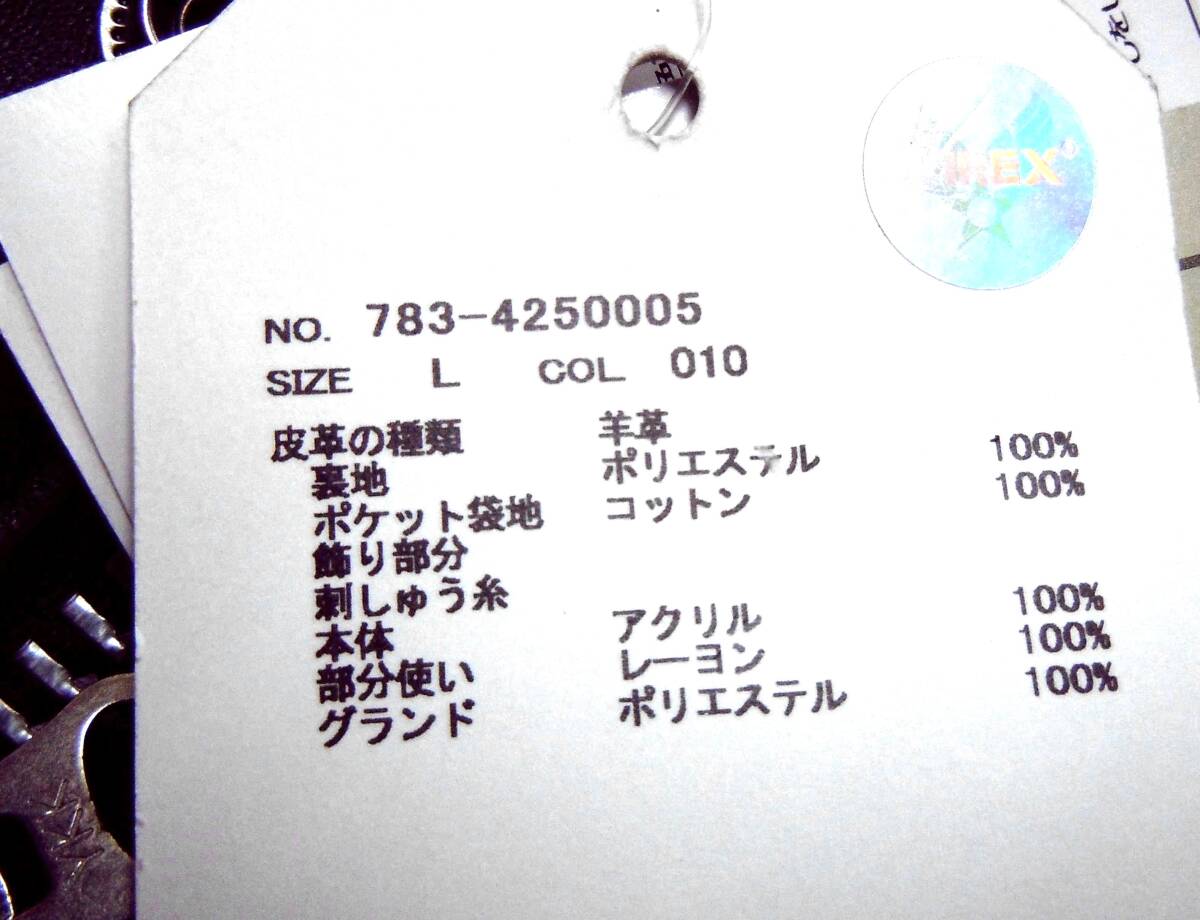 をい
NO. 783-4250005
SIZE L COL 010
皮革の種類 羊革
裏地 ポリエステル 100%
ポケット袋地 コットン 100%
飾り部分
刺しゅう糸
本体 アクリル 100%
部分使い レーヨン 100%
グランド ポリエステル 100%